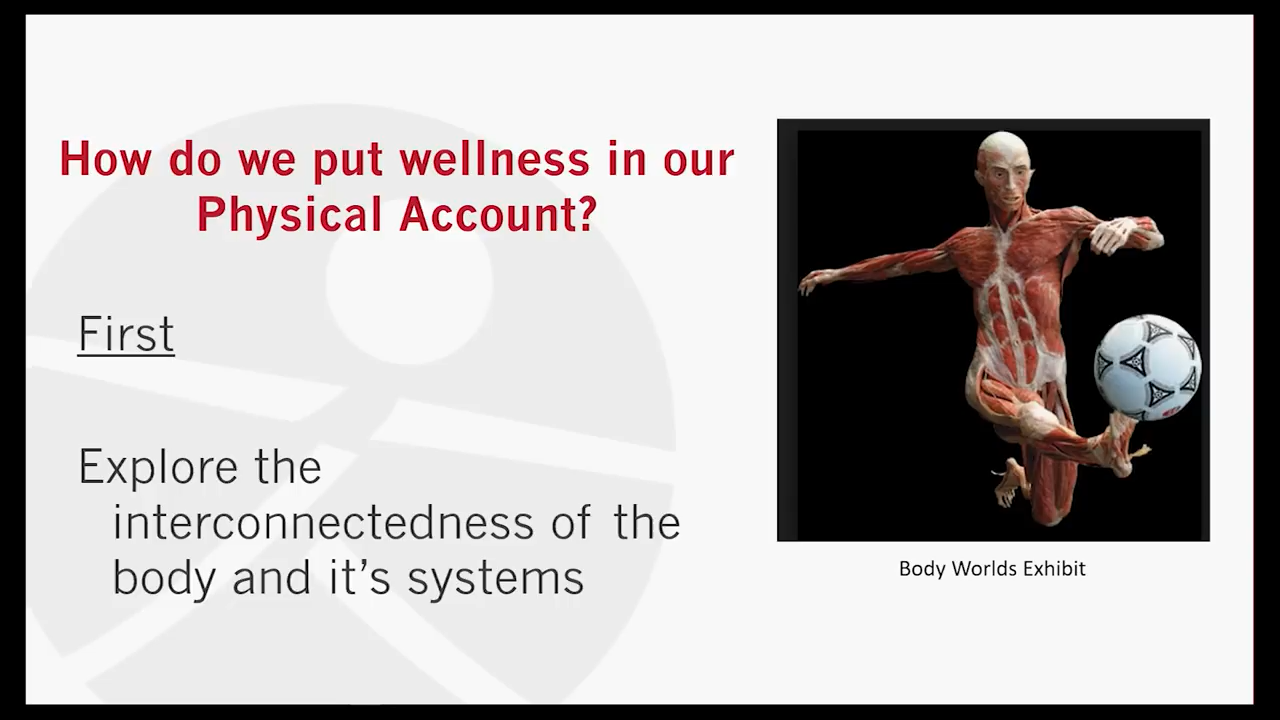 How do we put wellness in our
Physical Account?
First
Explore the
interconnectedness of the
body and it's systems
Body Worlds Exhibit